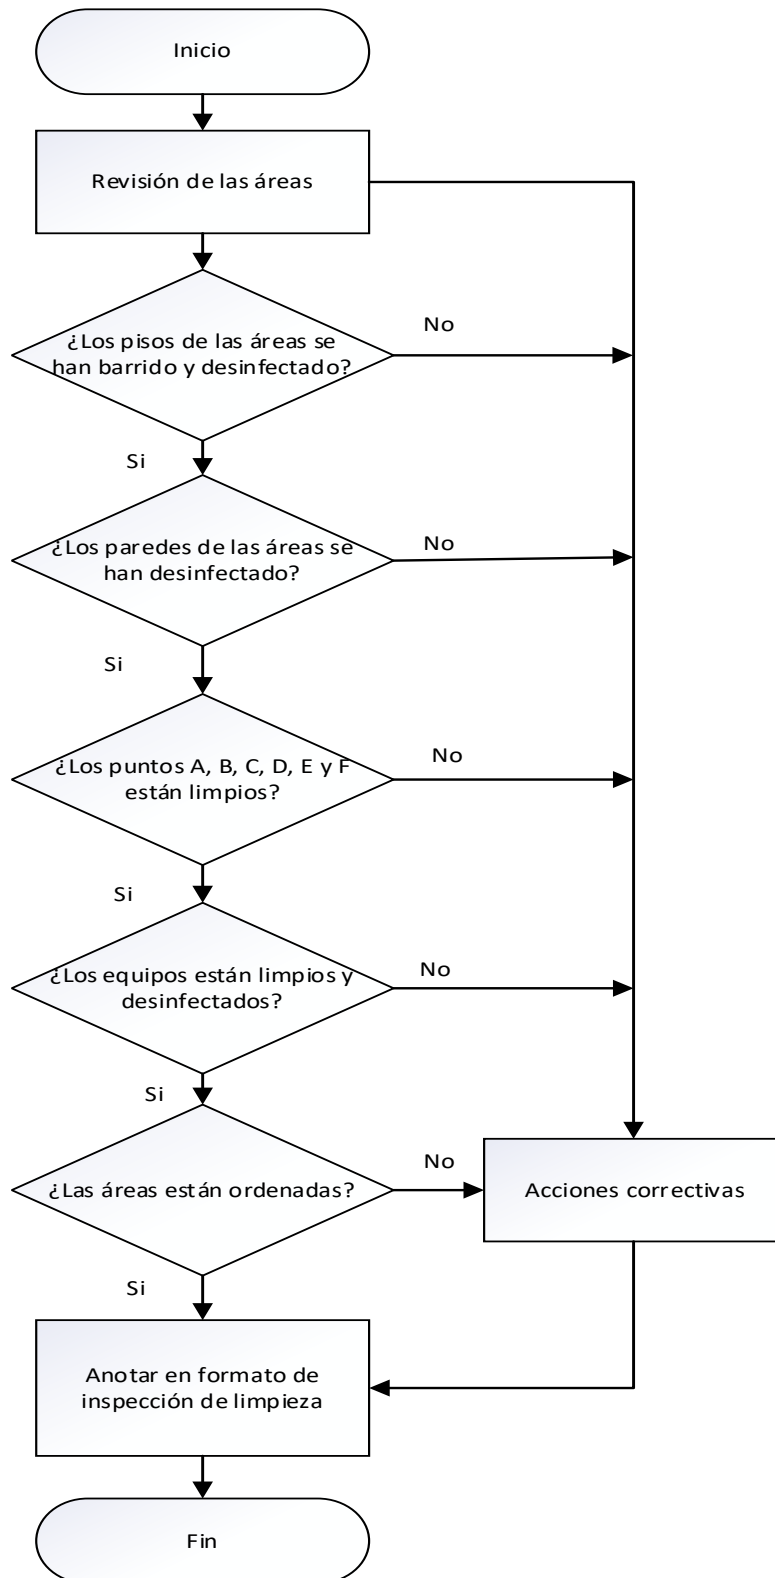 Inicio
Revisión de las áreas
¿Los pisos de las áreas se
han barrido y desinfectado?
No
Si
¿Los paredes de las áreas se
han desinfectado?
No
Si
¿Los puntos A, B, C, D, E y F
están limpios?
No
Si
¿Los equipos están limpios y
desinfectados?
No
Si
¿Las áreas están ordenadas?
No
Acciones correctivas
Si
Anotar en formato de
inspección de limpieza
Fin